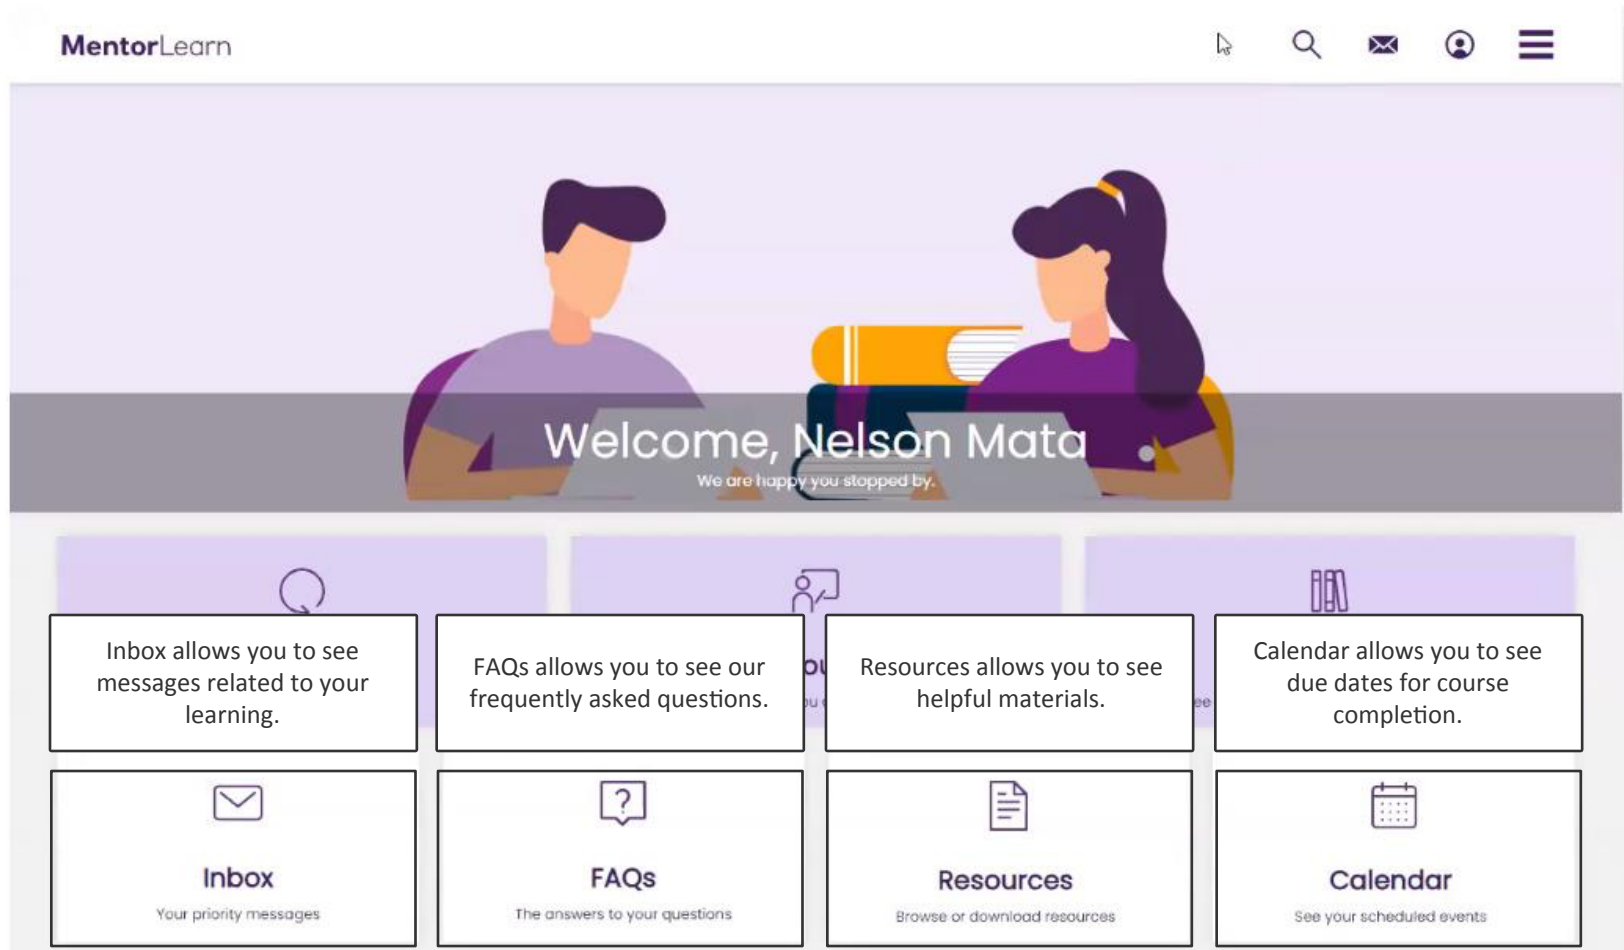 MentorLearn
Welcome, Nelson Mata
We are happy you stopped by.
Inbox allows you to see
messages related to your
learning.
FAQs allows you to see our
frequently asked questions.
Resources allows you to see
helpful materials.
Calendar allows you to see
due dates for course
completion.
Inbox
Your priority messages
FAQs
The answers to your questions
Resources
Browse or download resources
Calendar
See your scheduled events